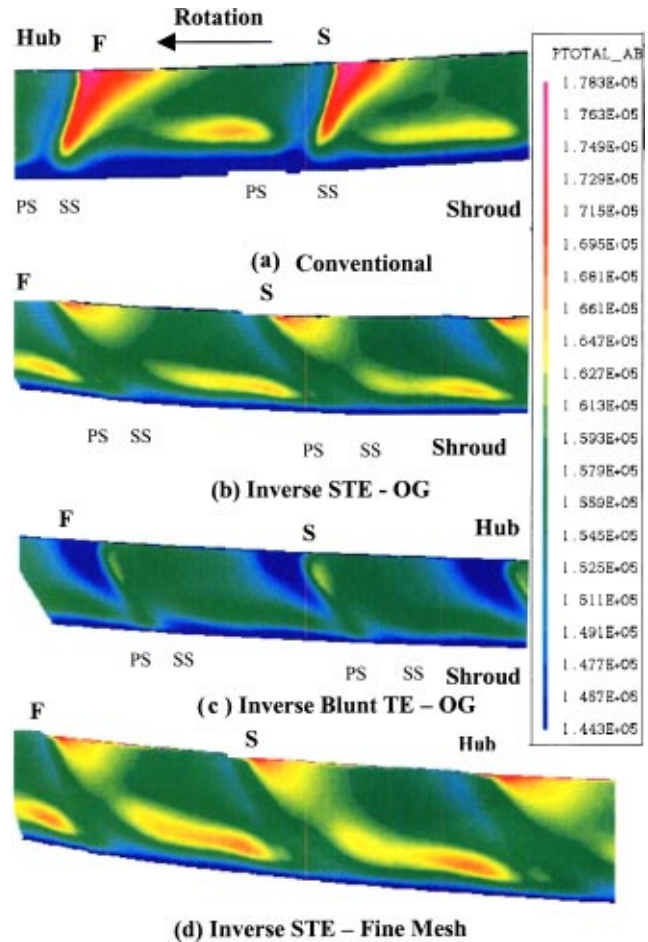 Rotation
Hub F S
PTOTAL_AB
1.783E+05
1.763E+05
1.749E+05
1.729E+05
1.715E+05
1.695E+05
1.681E+05
1.661E+05
1.647E+05
1.627E+05
1.613E+05
1.593E+05
1.579E+05
1.559E+05
1.545E+05
1.525E+05
1.511E+05
1.491E+05
1.477E+05
1.457E+05
1.443E+05
PS SS PS SS
Shroud
(a) Conventional
F S
PS SS PS SS Shroud
(b) Inverse STE - OG
F S Hub
PS SS PS SS
Shroud
(c) Inverse Blunt TE – OG
F S Hub
(d) Inverse STE – Fine Mesh